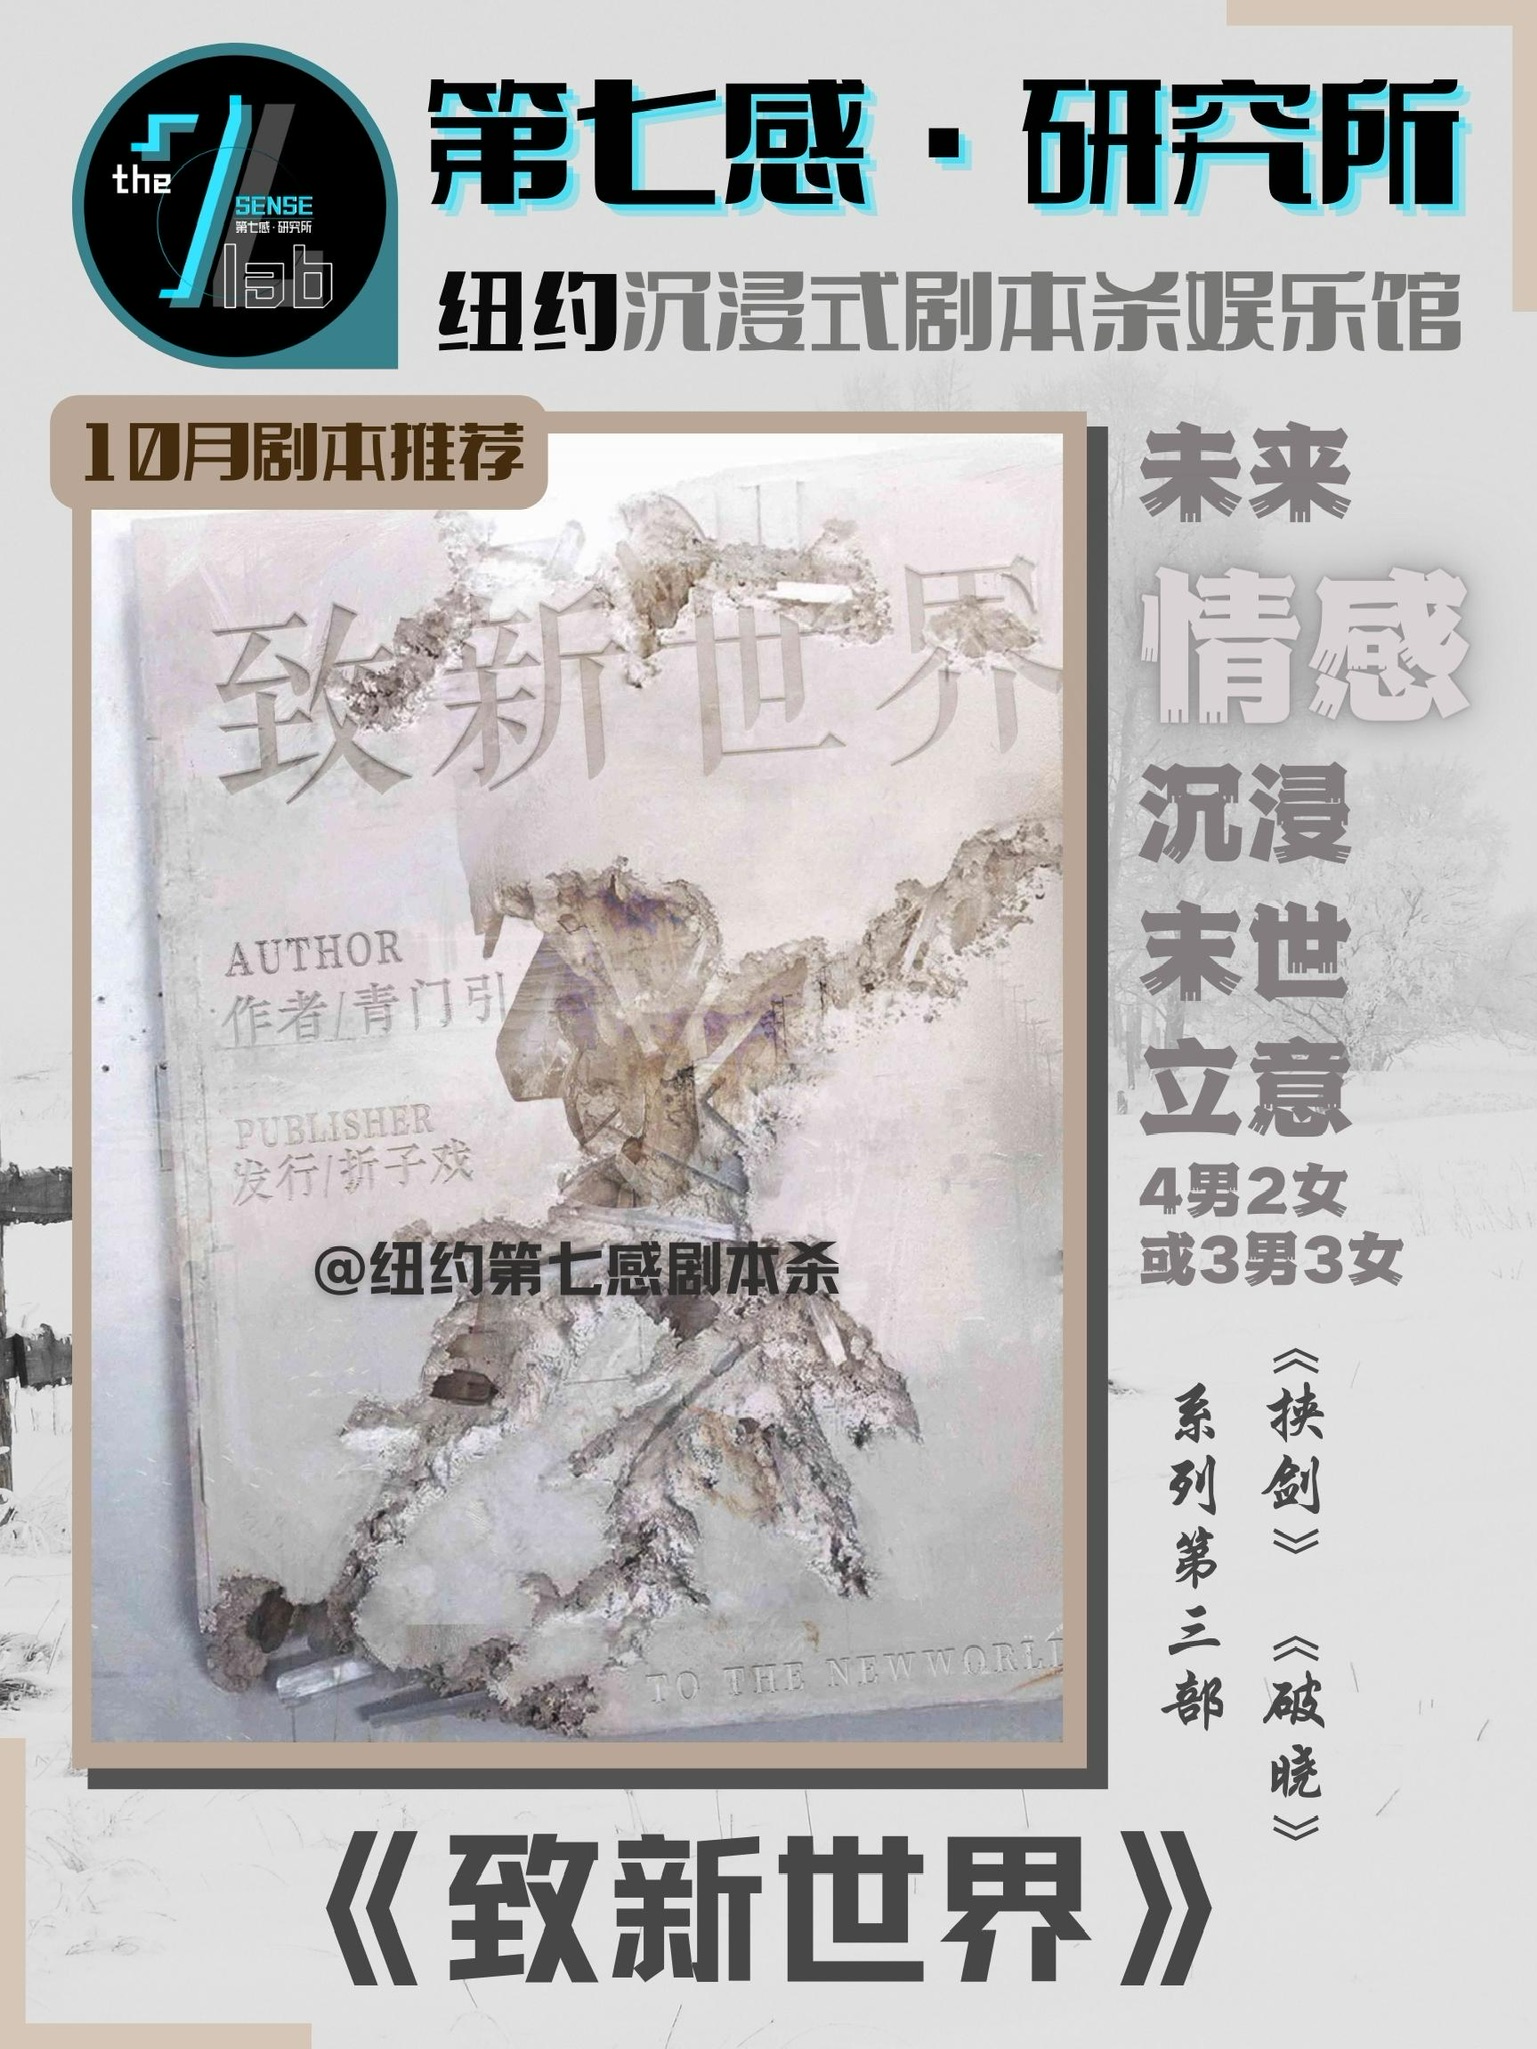 the
SENSE
第七感·研究所
lab
第七感·研究所
纽约沉浸式剧本杀娱乐馆
10月剧本推荐
致新世界
AUTHOR
作者/青门引
PUBLISHER
发行/折子戏
@纽约第七感剧本杀
TO THE NEWWORLD
未来
情感
沉浸
末世
立意
4男2女
或3男3女
《挟剑》《破晓》
系列第三部
《致新世界》